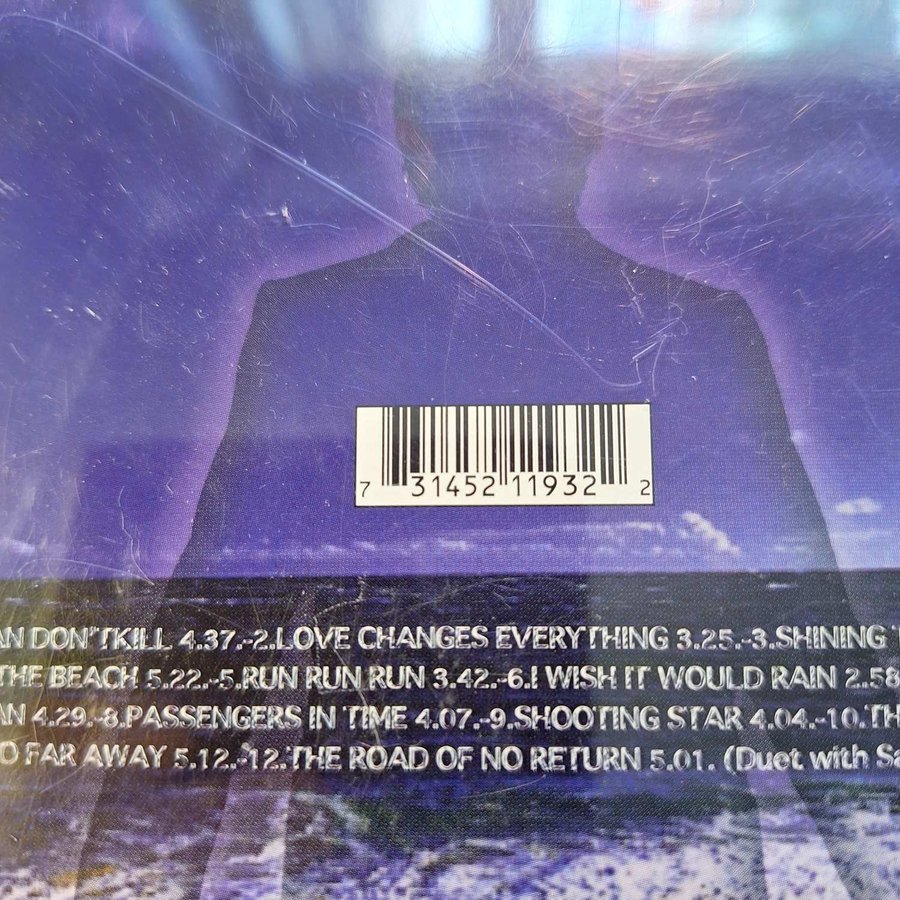 7 31452 11932 2
AN DON'TKILL 4.37.-2.LOVE CHANGES EVERYTHING 3.25.-3.SHINING
THE BEACH 5.22.-5.RUN RUN RUN 3.42.-6.I WISH IT WOULD RAIN 2.58
AN 4.29.-8.PASSENGERS IN TIME 4.07.-9.SHOOTING STAR 4.04.-10.TH
O FAR AWAY 5.12.-12.THE ROAD OF NO RETURN 5.01. (Duet with Sa